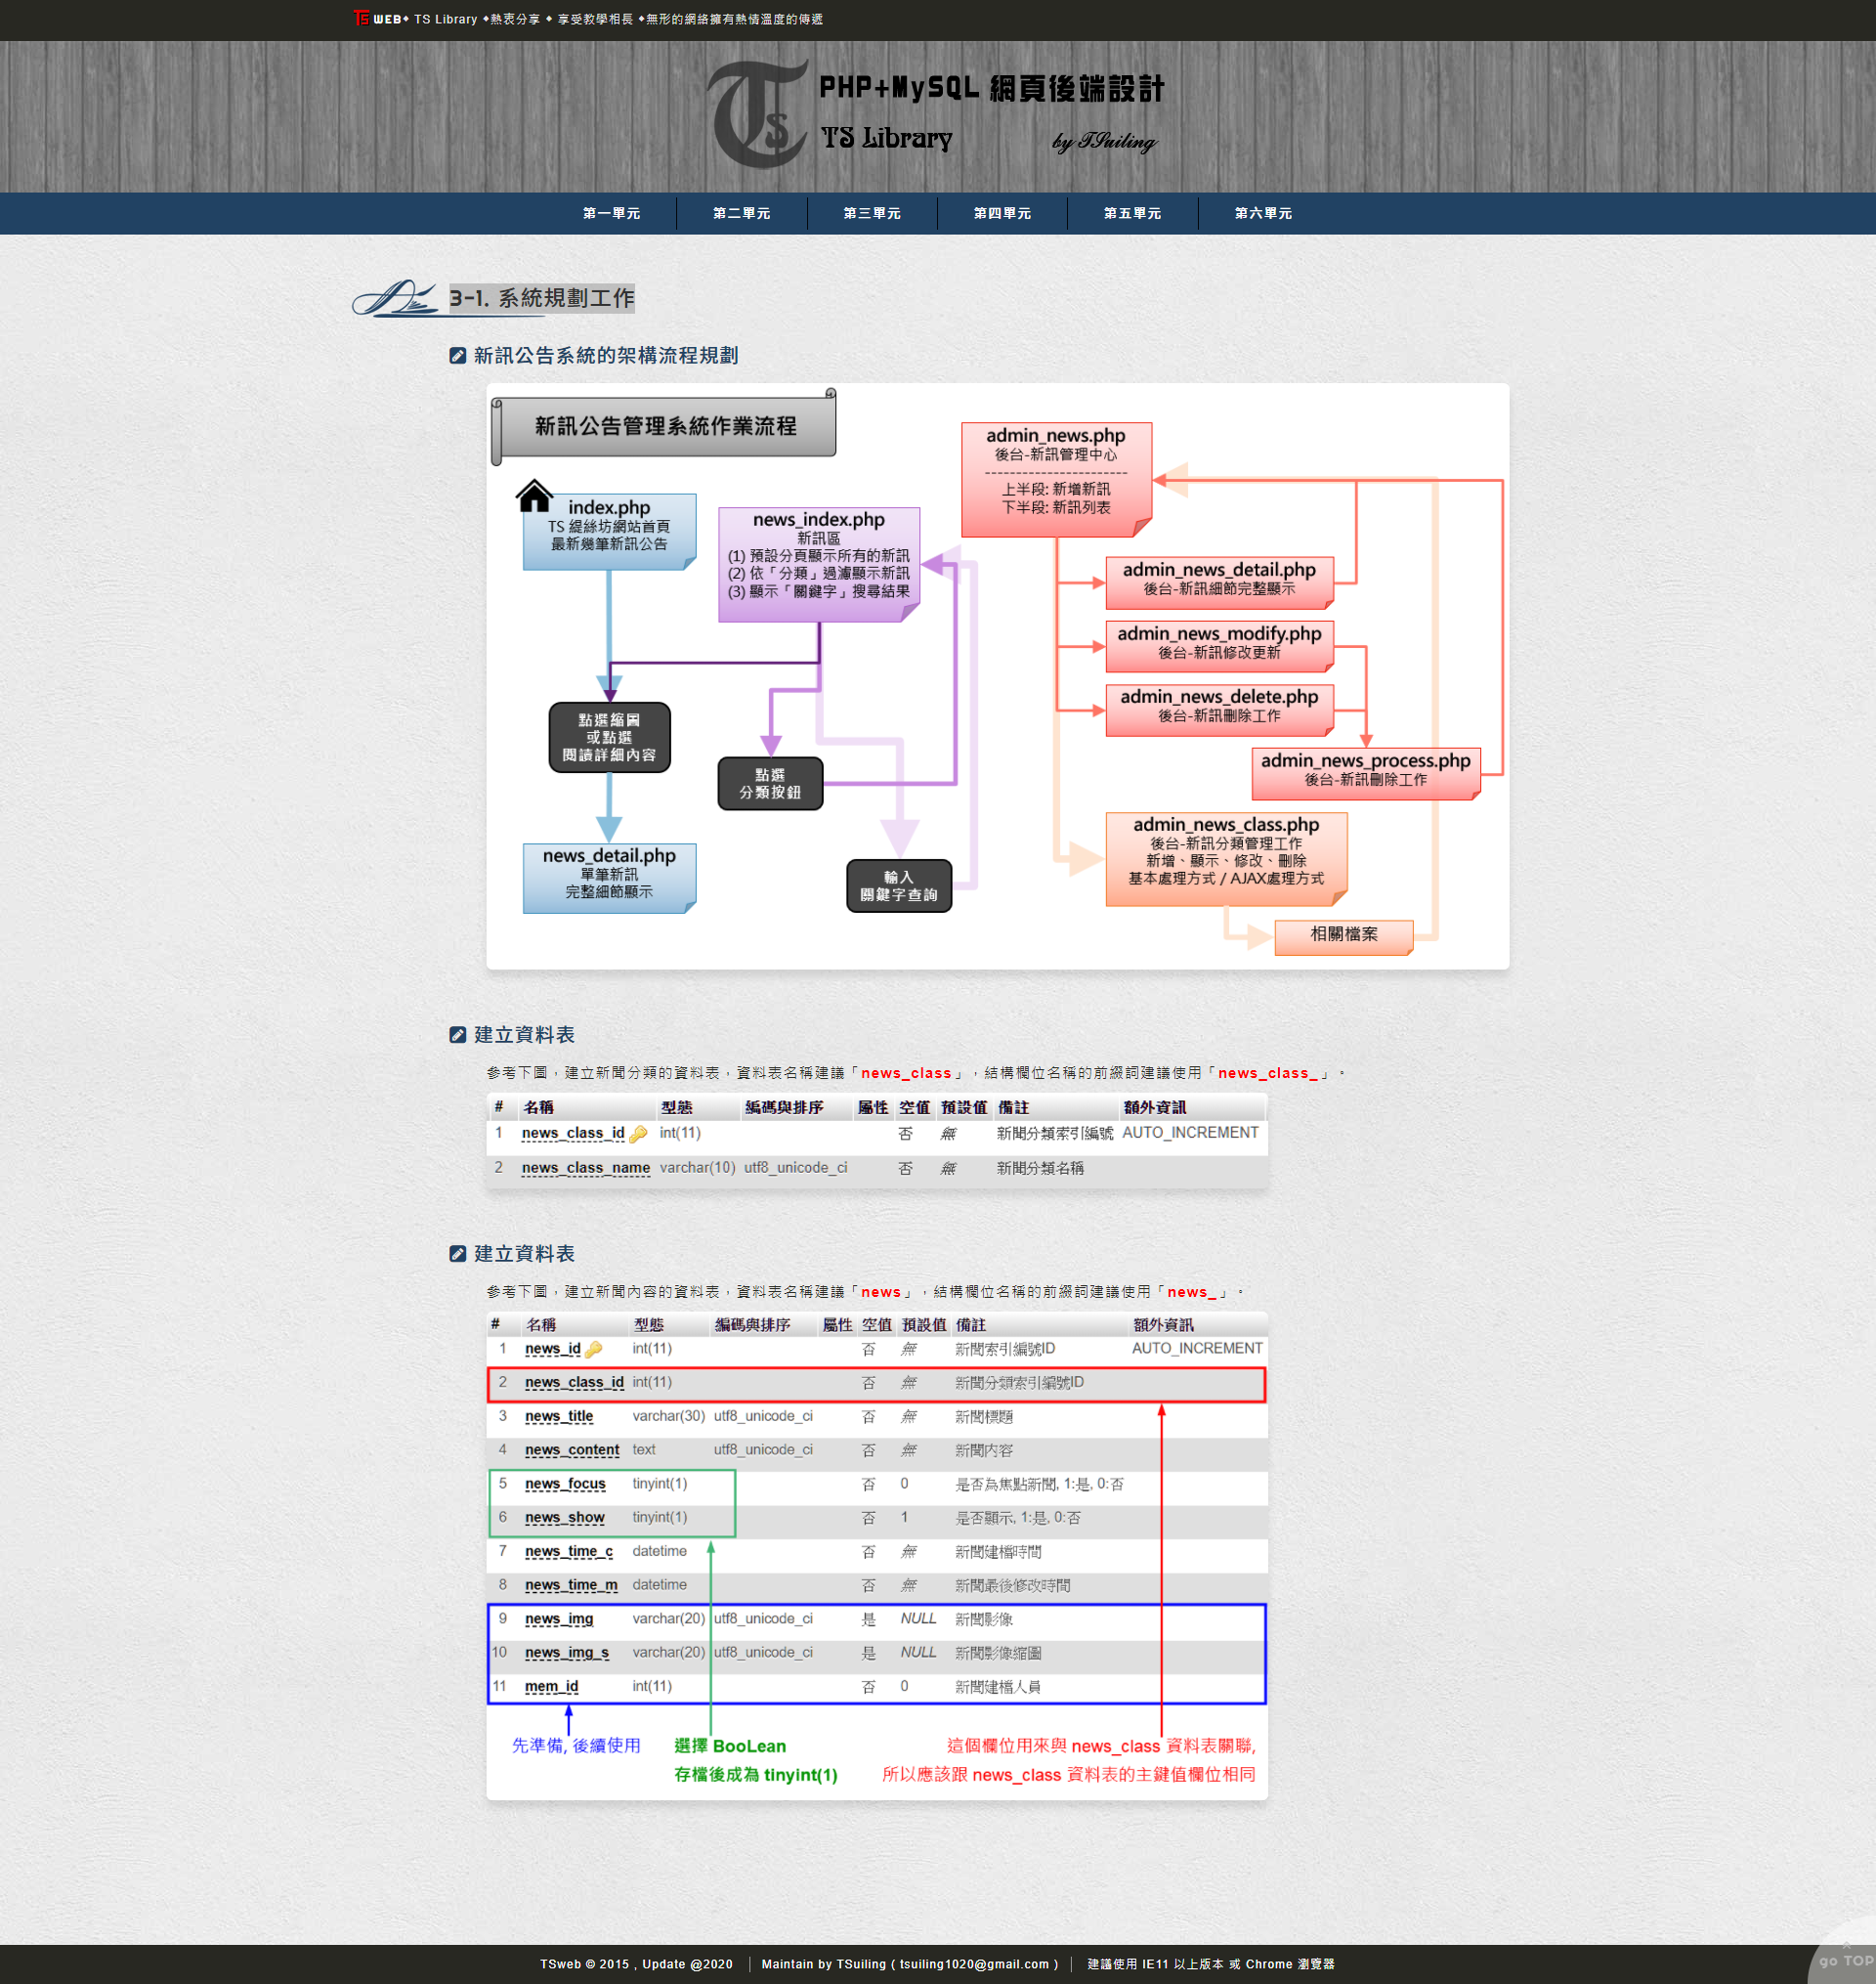 TS WEB◆ TS Library ◆熱衷分享 ◆ 享受教學相長 ◆無形的網絡擁有熱情溫度的傳遞
Ts
PHP+MySQL 網頁後端設計
TS Library by TSuiling
第一單元 第二單元 第三單元 第四單元 第五單元 第六單元
3-1. 系統規劃工作
新訊公告系統的架構流程規劃
新訊公告管理系統作業流程
index.php
TS 緹絲坊網站首頁
最新幾筆新訊公告
點選縮圖
或點選
閱讀詳細內容
news_detail.php
單筆新訊
完整細節顯示
news_index.php
新訊區
(1) 預設分頁顯示所有的新訊
(2) 依「分類」過濾顯示新訊
(3) 顯示「關鍵字」搜尋結果
點選
分類按鈕
輸入
關鍵字查詢
admin_news.php
後台-新訊管理中心
-----------------------
上半段: 新增新訊
下半段: 新訊列表
admin_news_detail.php
後台-新訊細節完整顯示
admin_news_modify.php
後台-新訊修改更新
admin_news_delete.php
後台-新訊刪除工作
admin_news_process.php
後台-新訊刪除工作
admin_news_class.php
後台-新訊分類管理工作
新增、顯示、修改、刪除
基本處理方式 / AJAX處理方式
相關檔案
建立資料表
參考下圖，建立新聞分類的資料表，資料表名稱建議「news_class」，結構欄位名稱的前綴詞建議使用「news_class_」。
# 名稱 型態 編碼與排序 屬性 空值 預設值 備註 額外資訊
1 news_class_id int(11) 否 無 新聞分類索引編號 AUTO_INCREMENT
2 news_class_name varchar(10) utf8_unicode_ci 否 無 新聞分類名稱
建立資料表
參考下圖，建立新聞內容的資料表，資料表名稱建議「news」，結構欄位名稱的前綴詞建議使用「news_」。
# 名稱 型態 編碼與排序 屬性 空值 預設值 備註 額外資訊
1 news_id int(11) 否 無 新聞索引編號ID AUTO_INCREMENT
2 news_class_id int(11) 否 無 新聞分類索引編號ID
3 news_title varchar(30) utf8_unicode_ci 否 無 新聞標題
4 news_content text utf8_unicode_ci 否 無 新聞內容
5 news_focus tinyint(1) 否 0 是否為焦點新聞, 1:是, 0:否
6 news_show tinyint(1) 否 1 是否顯示, 1:是, 0:否
7 news_time_c datetime 否 無 新聞建檔時間
8 news_time_m datetime 否 無 新聞最後修改時間
9 news_img varchar(20) utf8_unicode_ci 是 NULL 新聞影像
10 news_img_s varchar(20) utf8_unicode_ci 是 NULL 新聞影像縮圖
11 mem_id int(11) 否 0 新聞建檔人員
先準備, 後續使用
選擇 BooLean
存檔後成為 tinyint(1)
這個欄位用來與 news_class 資料表關聯,
所以應該跟 news_class 資料表的主鍵值欄位相同
go TOP
TSweb © 2015 , Update @2020 Maintain by TSuiling ( tsuiling1020@gmail.com ) 建議使用 IE11 以上版本 或 Chrome 瀏覽器